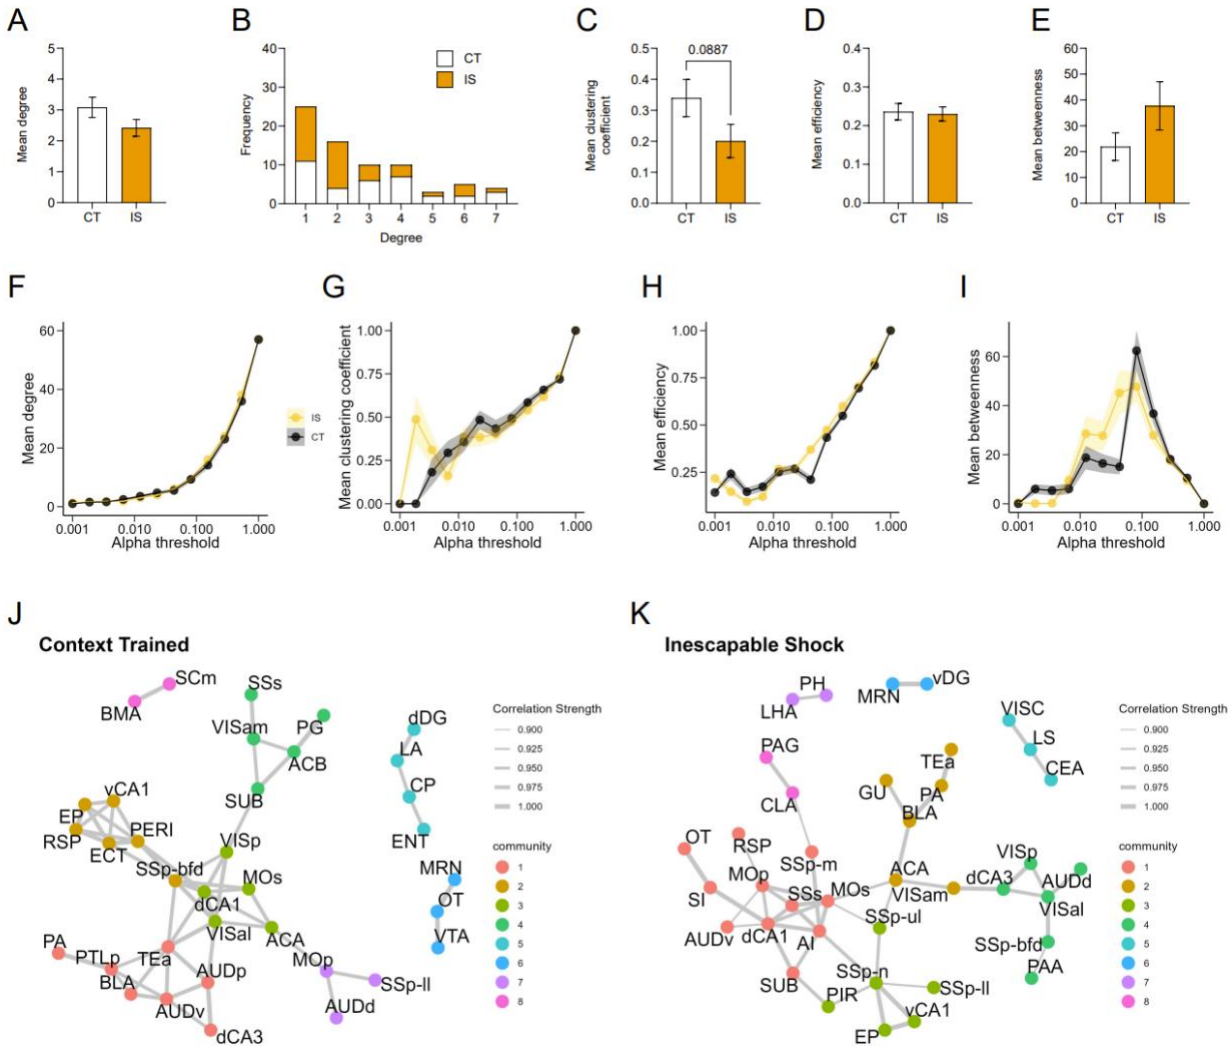 A
B
C
D
E
Mean degree
5
4
3
2
1
0
CT
IS
Frequency
40
30
20
10
0
1
2
3
4
5
6
7
Degree
CT
IS
Mean clustering
coefficient
0.5
0.4
0.3
0.2
0.1
0.0
0.0887
CT
IS
Mean efficiency
0.4
0.3
0.2
0.1
0.0
CT
IS
Mean betweenness
60
50
40
30
20
10
0
CT
IS
F
G
H
I
Mean degree
60
40
20
0
0.001
0.010
0.100
1.000
Alpha threshold
IS
CT
Mean clustering coefficient
1.00
0.75
0.50
0.25
0.00
0.001
0.010
0.100
1.000
Alpha threshold
Mean efficiency
1.00
0.75
0.50
0.25
0.001
0.010
0.100
1.000
Alpha threshold
Mean betweenness
60
40
20
0
0.001
0.010
0.100
1.000
Alpha threshold
J
Context Trained
SCm
BMA
SSs
VISam
PG
ACB
SUB
dDG
LA
CP
ENT
vCA1
EP
RSP
PERI
ECT
VISp
SSp-bfd
MOs
dCA1
VISal
ACA
MRN
OT
VTA
PA
PTLp
TEa
BLA
AUDp
AUDv
dCA3
MOp
SSp-ll
AUDd
Correlation Strength
0.900
0.925
0.950
0.975
1.000
community
1
2
3
4
5
6
7
8
K
Inescapable Shock
PH
LHA
MRN
vDG
VISC
LS
CEA
PAG
CLA
TEa
GU
PA
BLA
OT
RSP
SSp-m
MOp
SSs
MOs
SI
AUDv
dCA1
AI
ACA
VISam
SSp-ul
dCA3
VISp
AUDd
VISal
SSp-bfd
PAA
SUB
PIR
SSp-n
SSp-ll
vCA1
EP
Correlation Strength
0.900
0.925
0.950
0.975
1.000
community
1
2
3
4
5
6
7
8